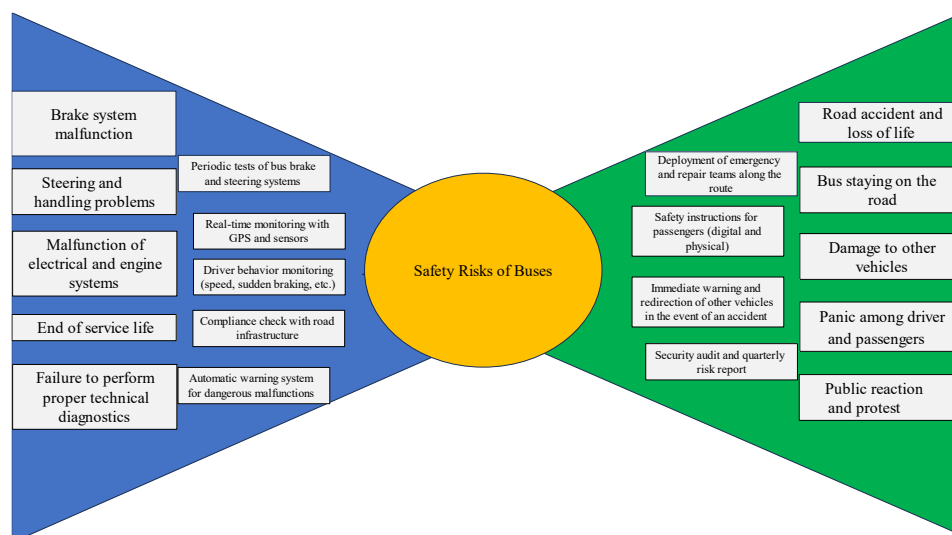 Brake system
malfunction
Steering and
handling problems
Malfunction of
electrical and engine
systems
End of service life
Failure to perform
proper technical
diagnostics
Periodic tests of bus brake
and steering systems
Real-time monitoring with
GPS and sensors
Driver behavior monitoring
(speed, sudden braking, etc.)
Compliance check with road
infrastructure
Automatic warning system
for dangerous malfunctions
Safety Risks of Buses
Deployment of emergency
and repair teams along the
route
Safety instructions for
passengers (digital and
physical)
Immediate warning and
redirection of other vehicles
in the event of an accident
Security audit and quarterly
risk report
Road accident and
loss of life
Bus staying on the
road
Damage to other
vehicles
Panic among driver
and passengers
Public reaction
and protest